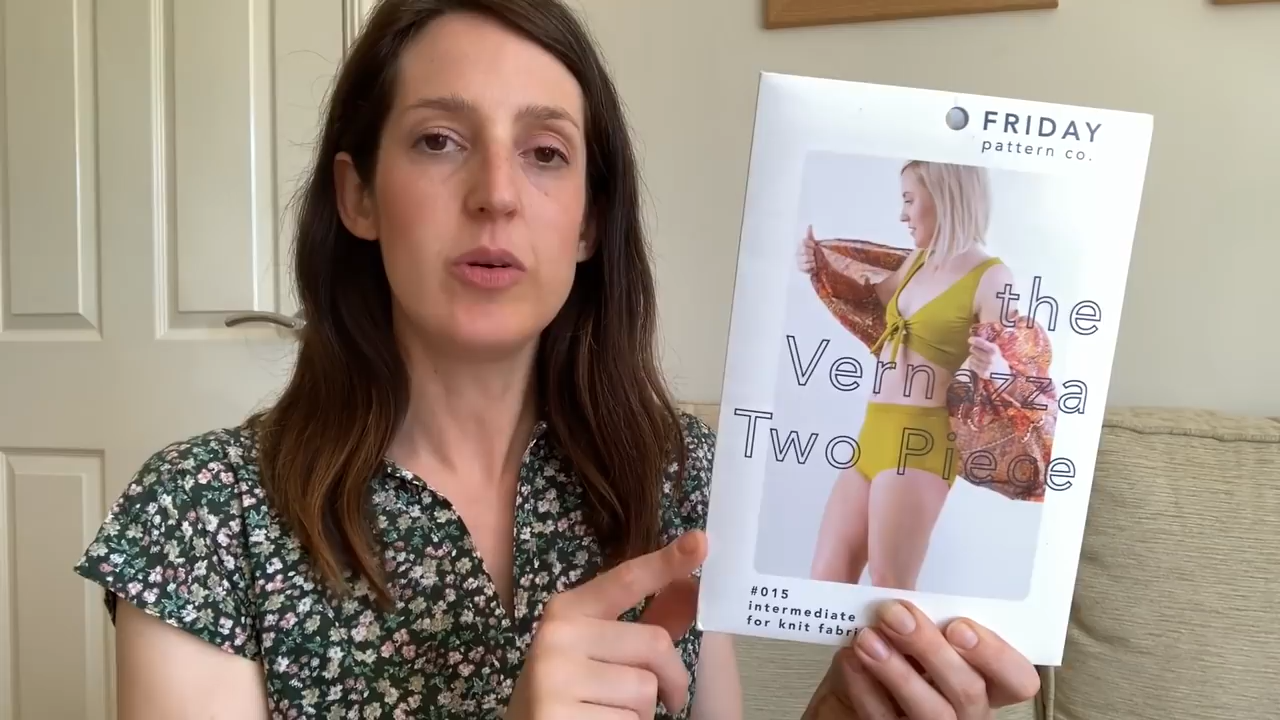 FRIDAY
pattern co.
the
Vernazza
Two Piece
#015
intermediate
for knit fabri